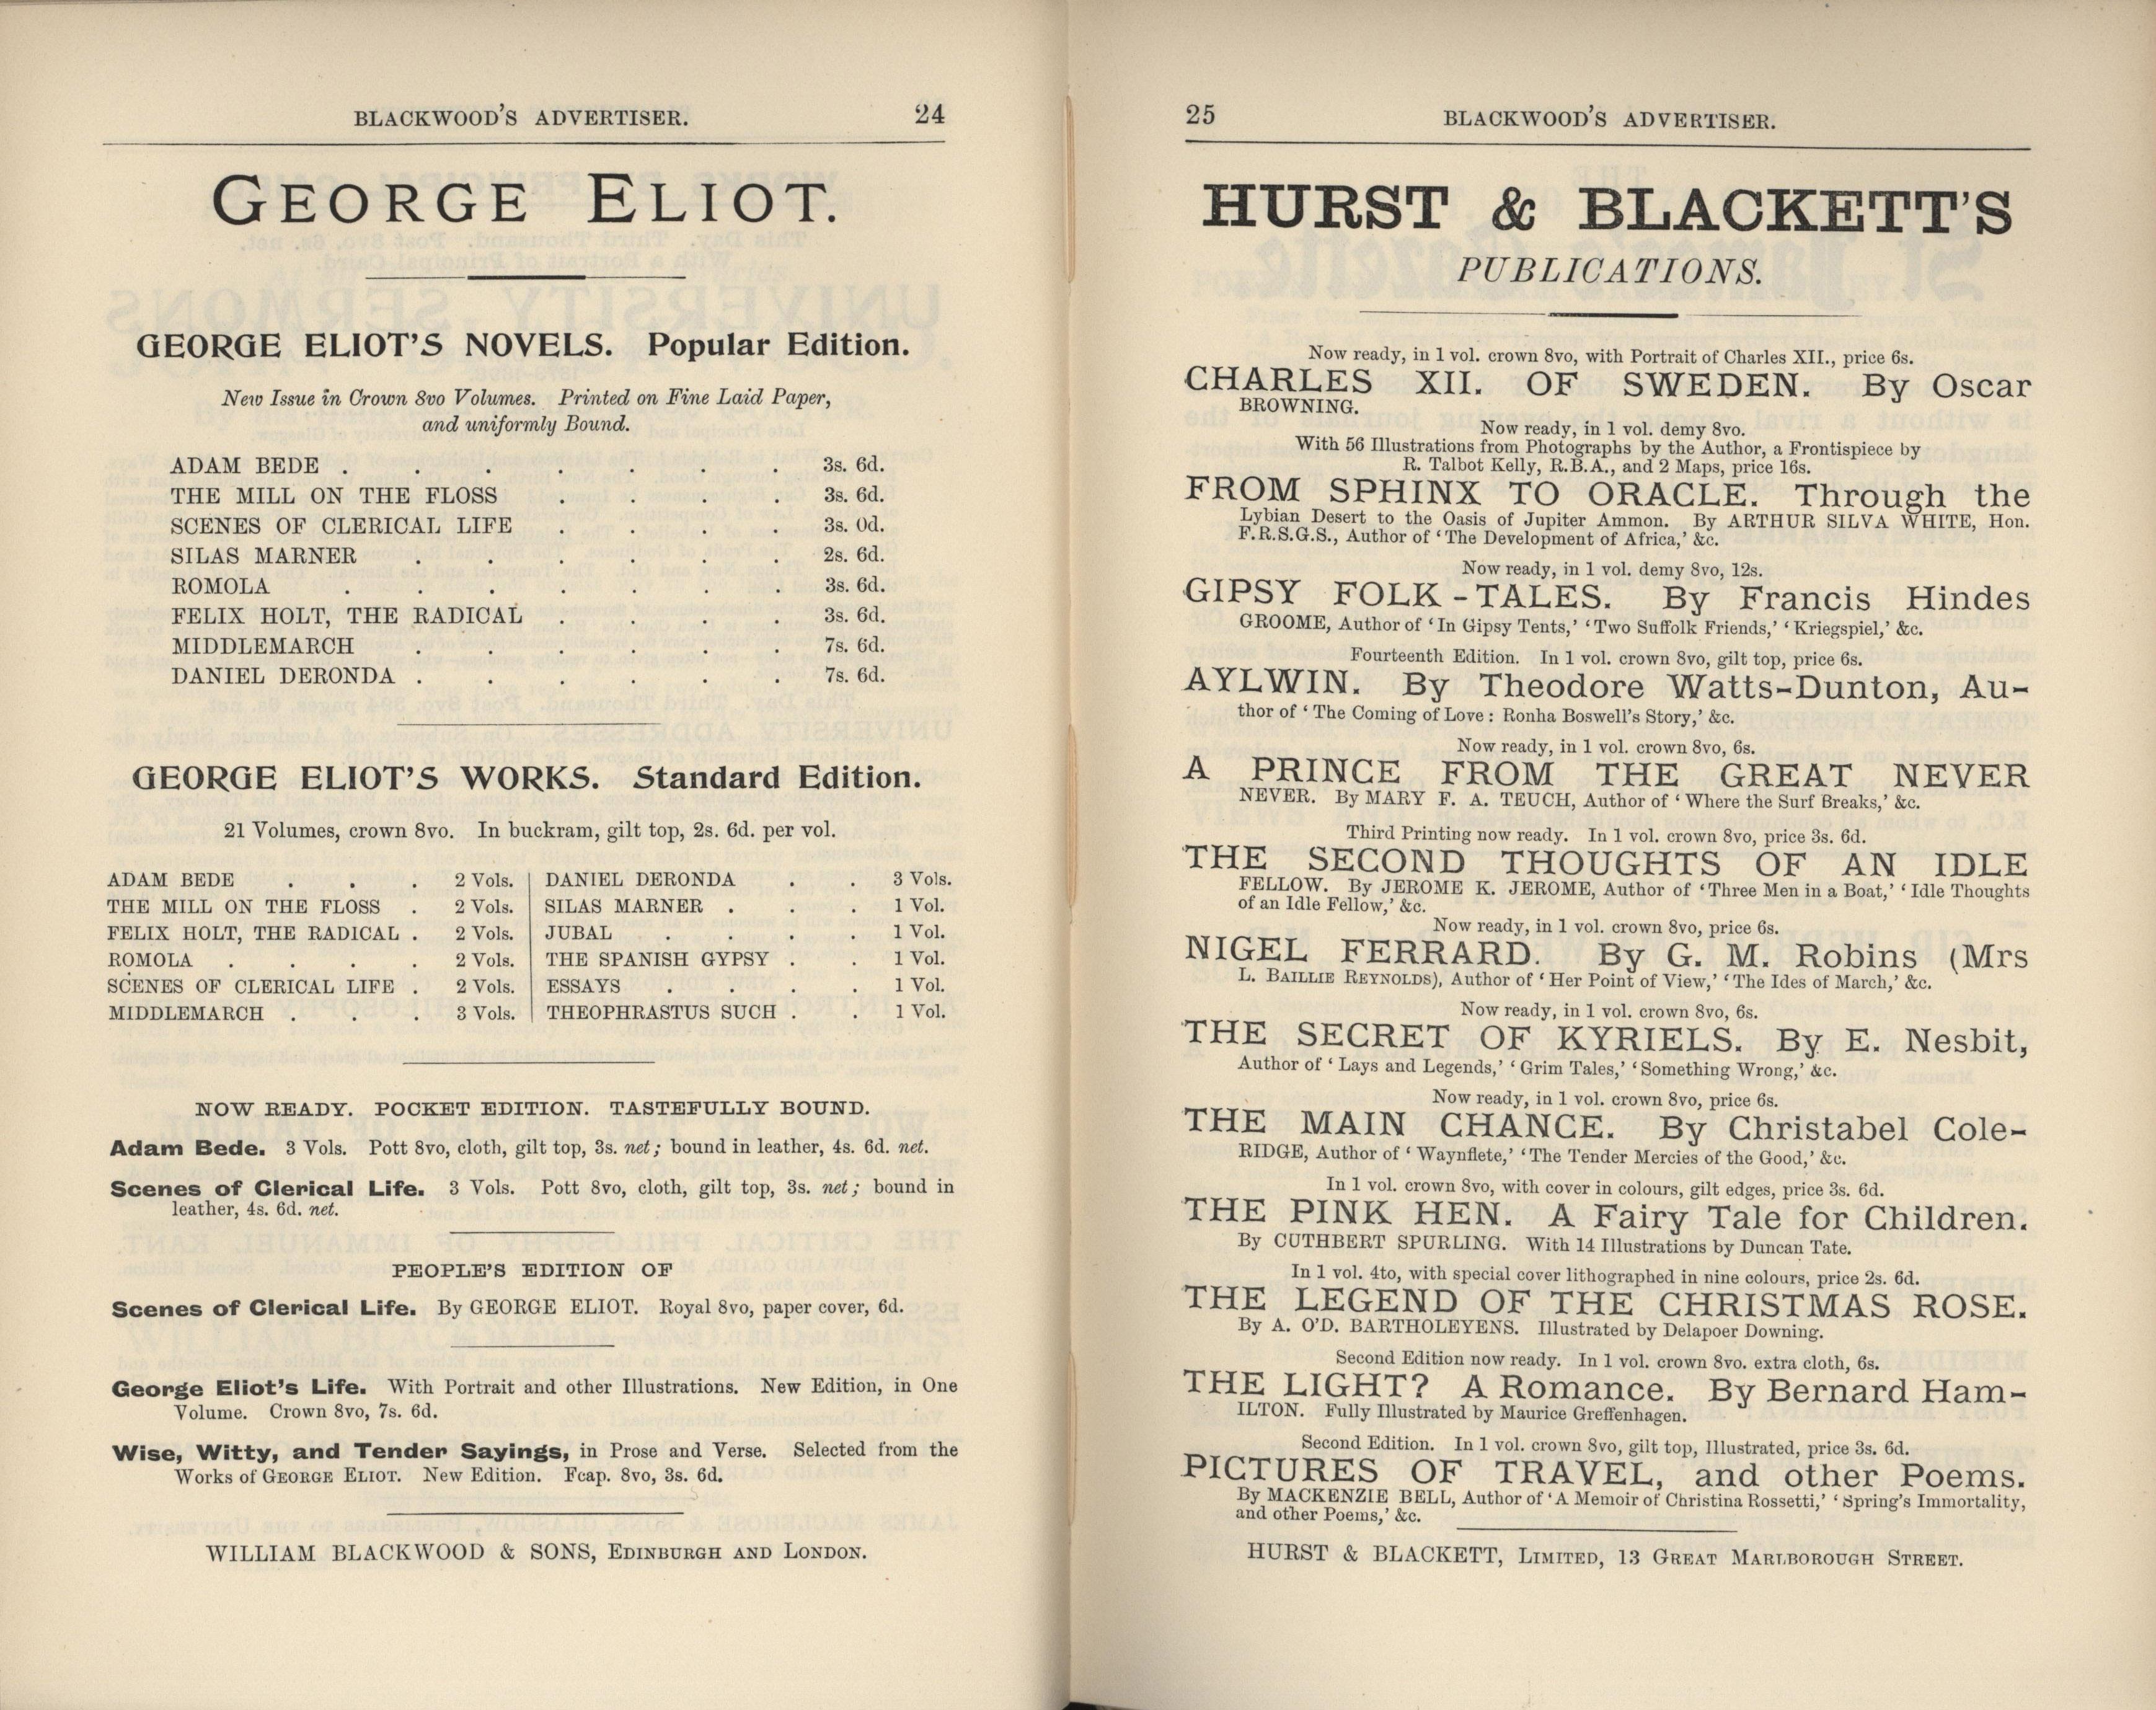 BLACKWOOD'S ADVERTISER. 24
GEORGE ELIOT.
GEORGE ELIOT'S NOVELS. Popular Edition.
New Issue in Crown 8vo Volumes. Printed on Fine Laid Paper,
and uniformly Bound.
ADAM BEDE . . . . . . . 3s. 6d.
THE MILL ON THE FLOSS . . . . 3s. 6d.
SCENES OF CLERICAL LIFE . . . . 3s. 0d.
SILAS MARNER . . . . . . 2s. 6d.
ROMOLA . . . . . . . 3s. 6d.
FELIX HOLT, THE RADICAL . . . . 3s. 6d.
MIDDLEMARCH . . . . . . 7s. 6d.
DANIEL DERONDA . . . . . . 7s. 6d.
GEORGE ELIOT'S WORKS. Standard Edition.
21 Volumes, crown 8vo. In buckram, gilt top, 2s. 6d. per vol.
ADAM BEDE . . . 2 Vols.
THE MILL ON THE FLOSS . 2 Vols.
FELIX HOLT, THE RADICAL . 2 Vols.
ROMOLA . . . . 2 Vols.
SCENES OF CLERICAL LIFE . 2 Vols.
MIDDLEMARCH . . . 3 Vols.
DANIEL DERONDA . . 3 Vols.
SILAS MARNER . . . 1 Vol.
JUBAL . . . . 1 Vol.
THE SPANISH GYPSY . . 1 Vol.
ESSAYS . . . . 1 Vol.
THEOPHRASTUS SUCH . . 1 Vol.
NOW READY. POCKET EDITION. TASTEFULLY BOUND.
Adam Bede. 3 Vols. Pott 8vo, cloth, gilt top, 3s. net; bound in leather, 4s. 6d. net.
Scenes of Clerical Life. 3 Vols. Pott 8vo, cloth, gilt top, 3s. net; bound in
leather, 4s. 6d. net.
PEOPLE'S EDITION OF
Scenes of Clerical Life. By GEORGE ELIOT. Royal 8vo, paper cover, 6d.
George Eliot's Life. With Portrait and other Illustrations. New Edition, in One
Volume. Crown 8vo, 7s. 6d.
Wise, Witty, and Tender Sayings, in Prose and Verse. Selected from the
Works of GEORGE ELIOT. New Edition. Fcap. 8vo, 3s. 6d.
WILLIAM BLACKWOOD & SONS, EDINBURGH AND LONDON.
25 BLACKWOOD'S ADVERTISER.
HURST & BLACKETT'S
PUBLICATIONS.
Now ready, in 1 vol. crown 8vo, with Portrait of Charles XII., price 6s.
CHARLES XII. OF SWEDEN. By Oscar
BROWNING.
Now ready, in 1 vol. demy 8vo.
With 56 Illustrations from Photographs by the Author, a Frontispiece by
R. Talbot Kelly, R.B.A., and 2 Maps, price 16s.
FROM SPHINX TO ORACLE. Through the
Lybian Desert to the Oasis of Jupiter Ammon. By ARTHUR SILVA WHITE, Hon.
F.R.S.G.S., Author of 'The Development of Africa,' &c.
Now ready, in 1 vol. demy 8vo, 12s.
GIPSY FOLK-TALES. By Francis Hindes
GROOME, Author of 'In Gipsy Tents,' 'Two Suffolk Friends,' 'Kriegspiel,' &c.
Fourteenth Edition. In 1 vol. crown 8vo, gilt top, price 6s.
AYLWIN. By Theodore Watts-Dunton, Au-
thor of 'The Coming of Love: Ronha Boswell's Story,' &c.
Now ready, in 1 vol. crown 8vo, 6s.
A PRINCE FROM THE GREAT NEVER
NEVER. By MARY F. A. TEUCH, Author of 'Where the Surf Breaks,' &c.
Third Printing now ready. In 1 vol. crown 8vo, price 3s. 6d.
THE SECOND THOUGHTS OF AN IDLE
FELLOW. By JEROME K. JEROME, Author of 'Three Men in a Boat,' 'Idle Thoughts
of an Idle Fellow,' &c.
Now ready, in 1 vol. crown 8vo, price 6s.
NIGEL FERRARD. By G. M. Robins (Mrs
L. BAILLIE REYNOLDS), Author of 'Her Point of View,' 'The Ides of March,' &c.
Now ready, in 1 vol. crown 8vo, 6s.
THE SECRET OF KYRIELS. By E. Nesbit,
Author of 'Lays and Legends,' 'Grim Tales,' 'Something Wrong,' &c.
Now ready, in 1 vol. crown 8vo, price 6s.
THE MAIN CHANCE. By Christabel Cole-
RIDGE, Author of 'Waynflete,' 'The Tender Mercies of the Good,' &c.
In 1 vol. crown 8vo, with cover in colours, gilt edges, price 3s. 6d.
THE PINK HEN. A Fairy Tale for Children.
By CUTHBERT SPURLING. With 14 Illustrations by Duncan Tate.
In 1 vol. 4to, with special cover lithographed in nine colours, price 2s. 6d.
THE LEGEND OF THE CHRISTMAS ROSE.
By A. O'D. BARTHOLEYENS. Illustrated by Delapoer Downing.
Second Edition now ready. In 1 vol. crown 8vo. extra cloth, 6s.
THE LIGHT? A Romance. By Bernard Ham-
ILTON. Fully Illustrated by Maurice Greffenhagen.
Second Edition. In 1 vol. crown 8vo, gilt top, Illustrated, price 3s. 6d.
PICTURES OF TRAVEL, and other Poems.
By MACKENZIE BELL, Author of 'A Memoir of Christina Rossetti,' 'Spring's Immortality,
and other Poems,' &c.
HURST & BLACKETT, LIMITED, 13 GREAT MARLBOROUGH STREET.